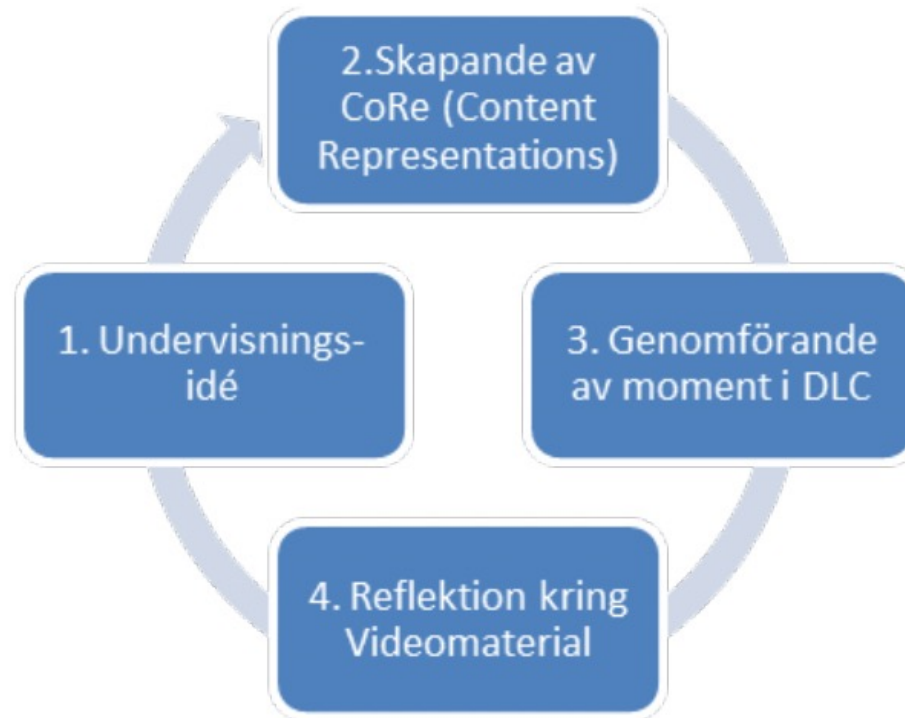 1. Undervisnings-
idé
2.Skapande av
CoRe (Content
Representations)
3. Genomförande
av moment i DLC
4. Reflektion kring
Videomaterial